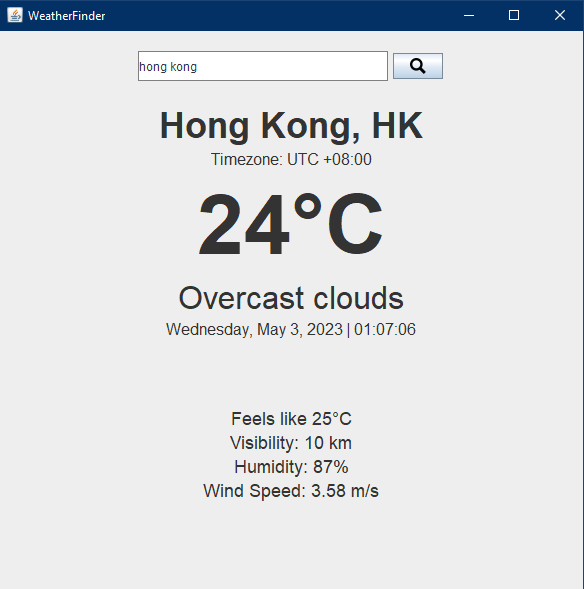 WeatherFinder
hong kong
Hong Kong, HK
Timezone: UTC +08:00
24°C
Overcast clouds
Wednesday, May 3, 2023 | 01:07:06
Feels like 25°C
Visibility: 10 km
Humidity: 87%
Wind Speed: 3.58 m/s